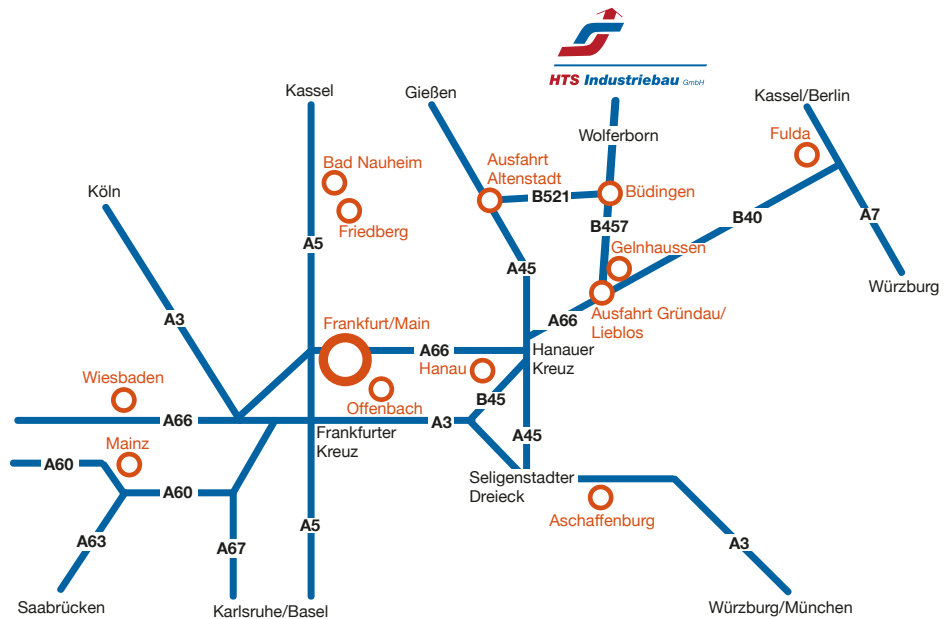 HTS Industriebau GmbH
Kassel
Gießen
Kassel/Berlin
Wolferborn
Fulda
Bad Nauheim
Ausfahrt
Altenstadt
Köln
B521
Büdingen
Friedberg
B457
B40
A7
A5
Gelnhaussen
A45
Würzburg
A3
Frankfurt/Main
A66
Ausfahrt Gründau/
Lieblos
A66
Hanauer
Kreuz
Hanau
Wiesbaden
B45
Offenbach
A66
A3
Frankfurter
Kreuz
A45
Mainz
A60
Seligenstadter
Dreieck
A60
Aschaffenburg
A5
A63
A67
A3
Saabrücken
Karlsruhe/Basel
Würzburg/München